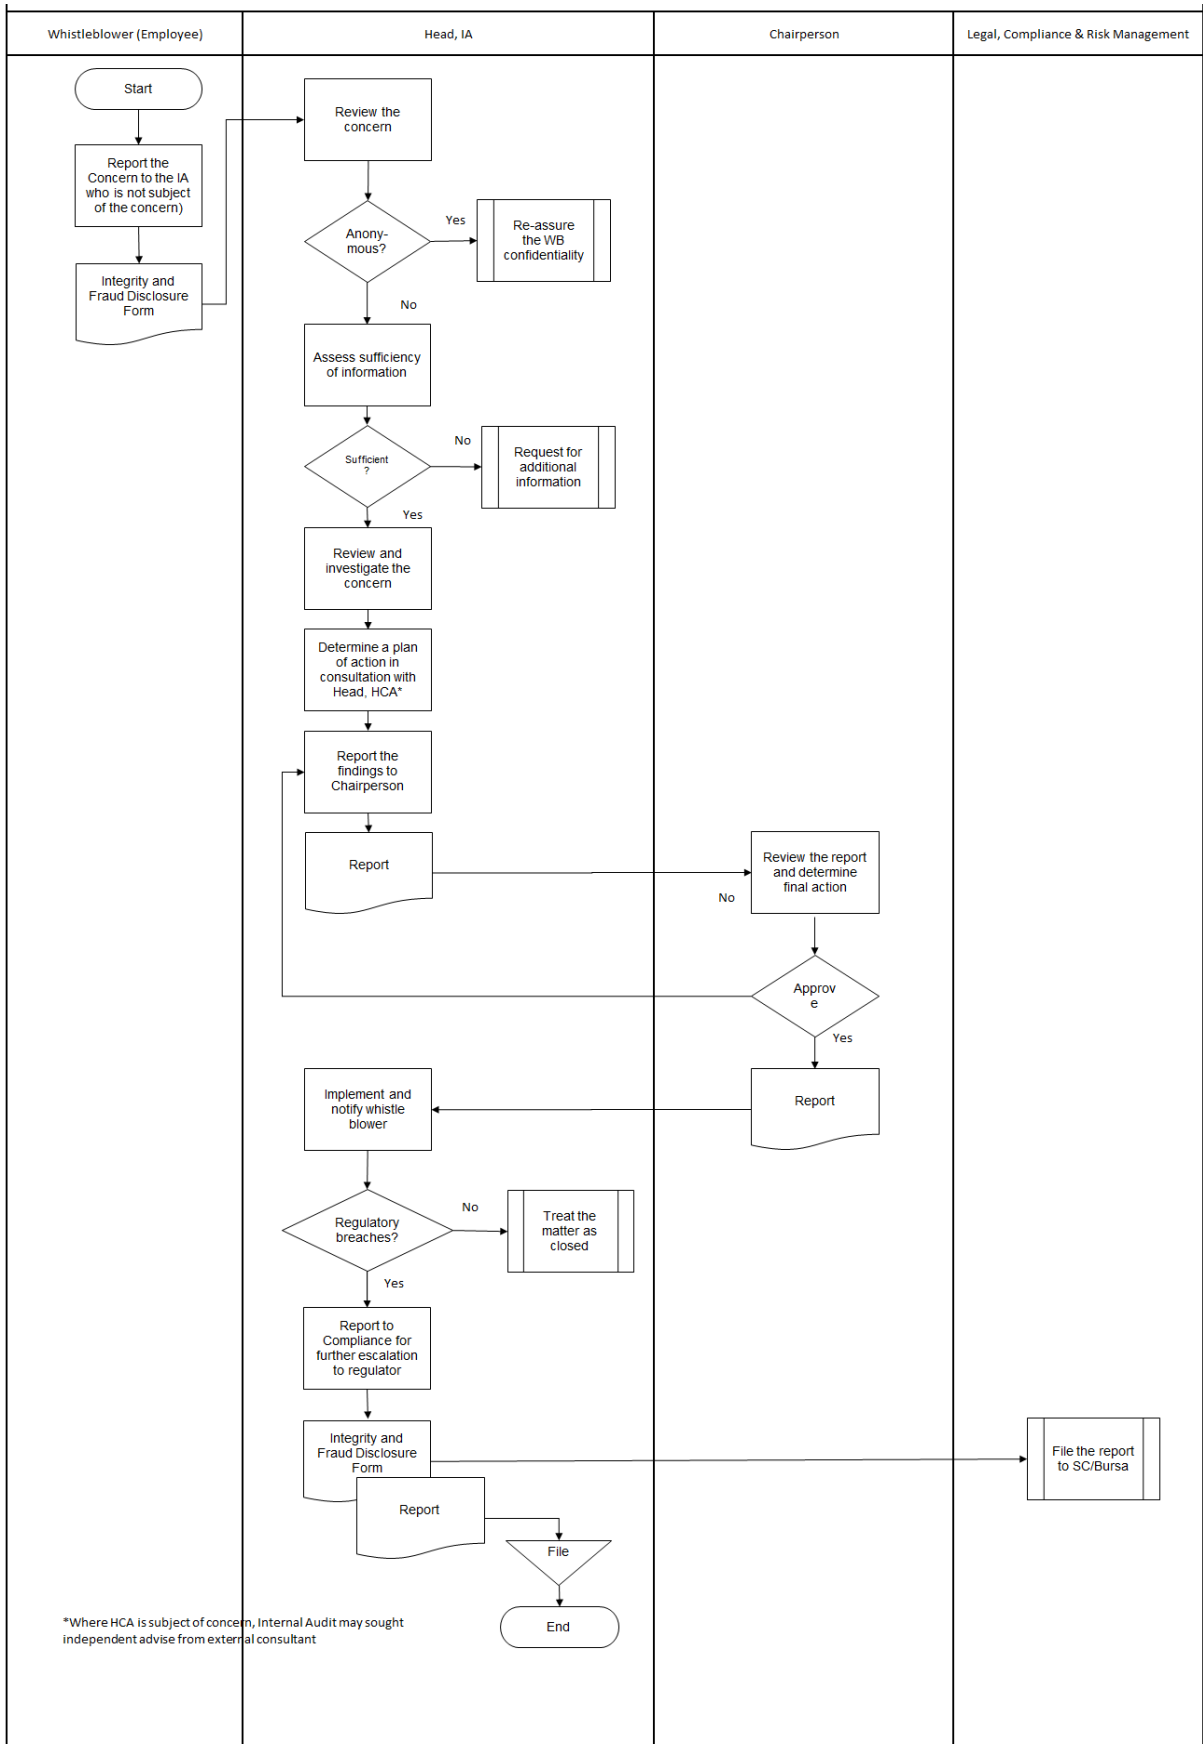 Whistleblower (Employee)
Head, IA
Chairperson
Legal, Compliance & Risk Management
Start
Report the
Concern to the IA
who is not subject
of the concern)
Integrity and
Fraud Disclosure
Form
Review the
concern
Anony-
mous?
Yes
Re-assure
the WB
confidentiality
No
Assess sufficiency
of information
Sufficient
?
No
Request for
additional
information
Yes
Review and
investigate the
concern
Determine a plan
of action in
consultation with
Head, HCA*
Report the
findings to
Chairperson
Report
Review the report
and determine
final action
No
Approv
e
Yes
Report
Implement and
notify whistle
blower
Regulatory
breaches?
No
Treat the
matter as
closed
Yes
Report to
Compliance for
further escalation
to regulator
Integrity and
Fraud Disclosure
Form
File the report
to SC/Bursa
Report
File
End
*Where HCA is subject of concern, Internal Audit may sought
independent advise from external consultant